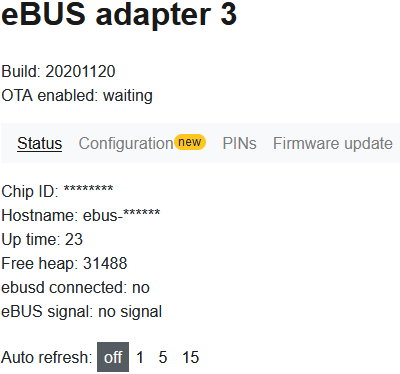 eBUS adapter 3
Build: 20201120
OTA enabled: waiting
Status Configuration new PINs Firmware update
Chip ID: ********
Hostname: ebus-******
Up time: 23
Free heap: 31488
ebusd connected: no
eBUS signal: no signal
Auto refresh: off 1 5 15